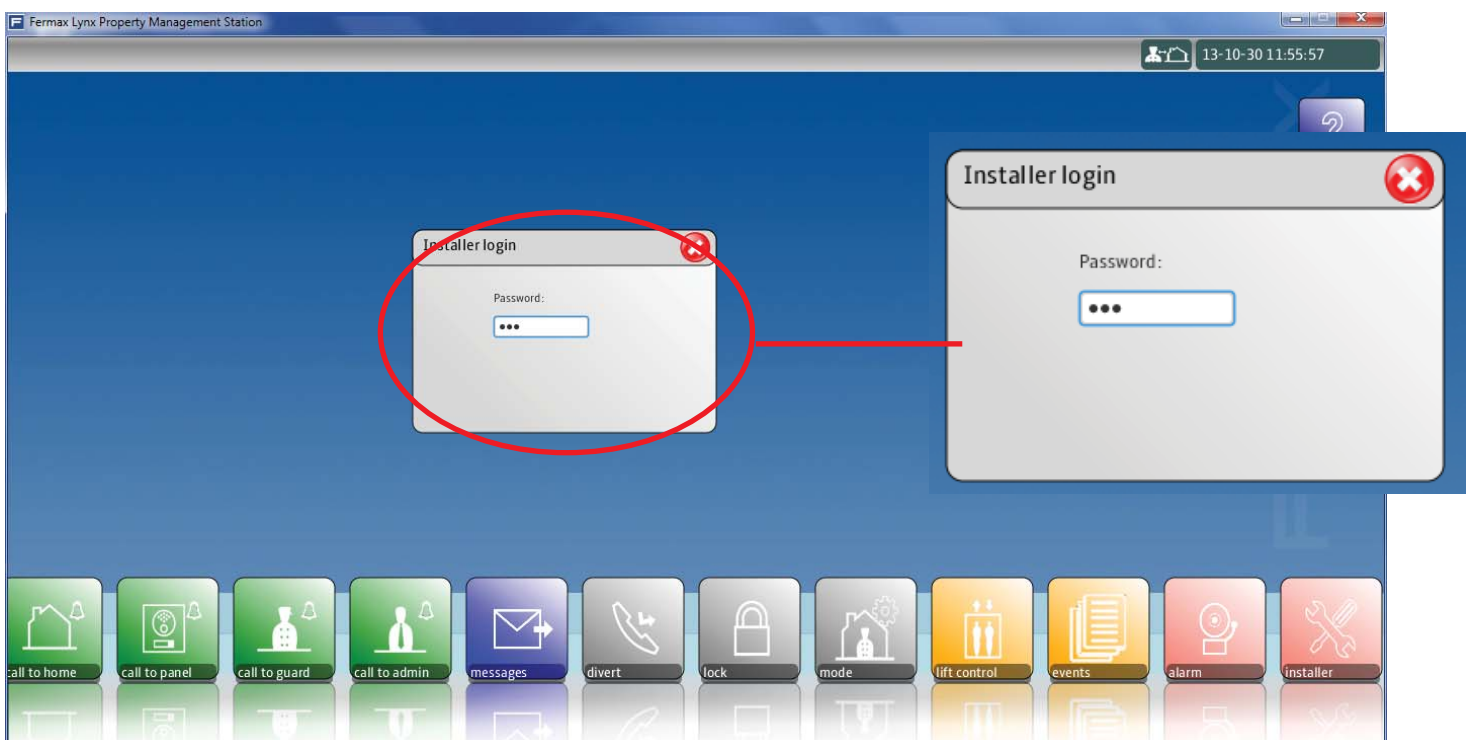 Fermax Lynx Property Management Station
13-10-30 11:55:57
Installer login
Password:
•••
Installer login
Password:
•••
call to home
call to panel
call to guard
call to admin
messages
divert
lock
mode
lift control
events
alarm
installer